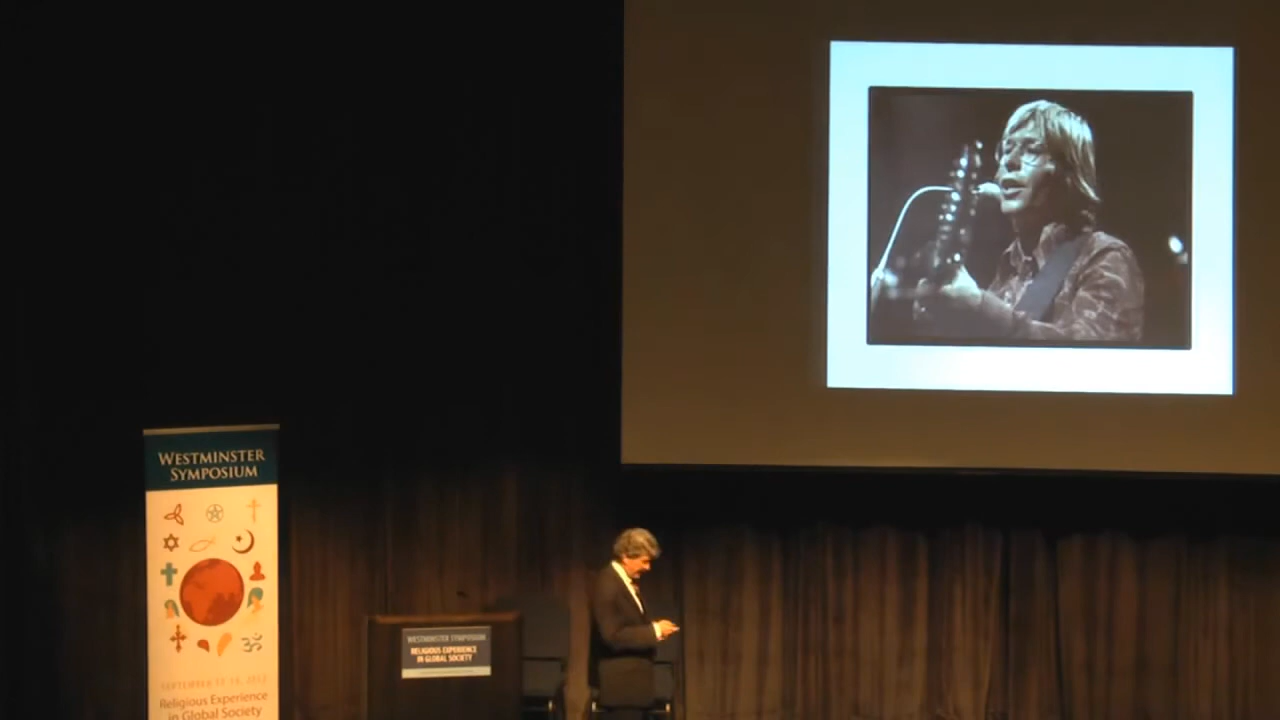 WESTMINSTER
SYMPOSIUM
Religious Experience
in Global Society
WESTMINSTER SYMPOSIUM
RELIGIOUS EXPERIENCE
IN GLOBAL SOCIETY